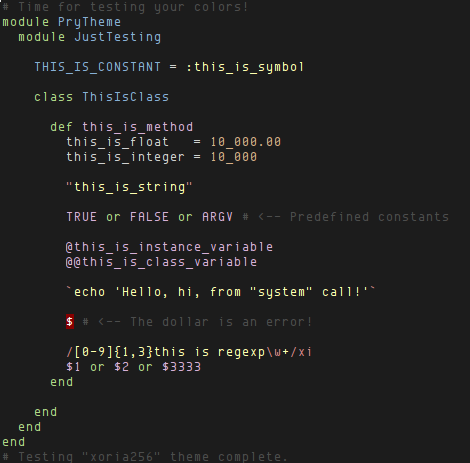 # Time for testing your colors!
module PryTheme
  module JustTesting
    THIS_IS_CONSTANT = :this_is_symbol
    class ThisIsClass
      def this_is_method
        this_is_float   = 10_000.00
        this_is_integer = 10_000
        "this_is_string"
        TRUE or FALSE or ARGV # <-- Predefined constants
        @this_is_instance_variable
        @@this_is_class_variable
        `echo 'Hello, hi, from "system" call!'`
        $ # <-- The dollar is an error!
        /[0-9]{1,3}this is regexp\w+/xi
        $1 or $2 or $3333
      end
    end
  end
end
# Testing "xoria256" theme complete.